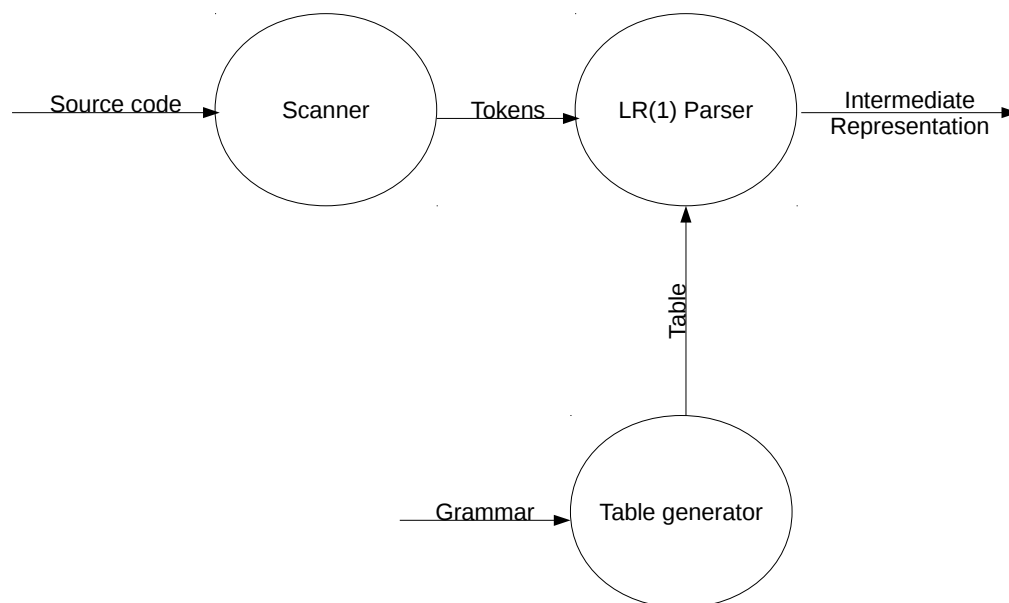 Source code
Scanner
Tokens
LR(1) Parser
Intermediate
Representation
Table
Grammar
Table generator